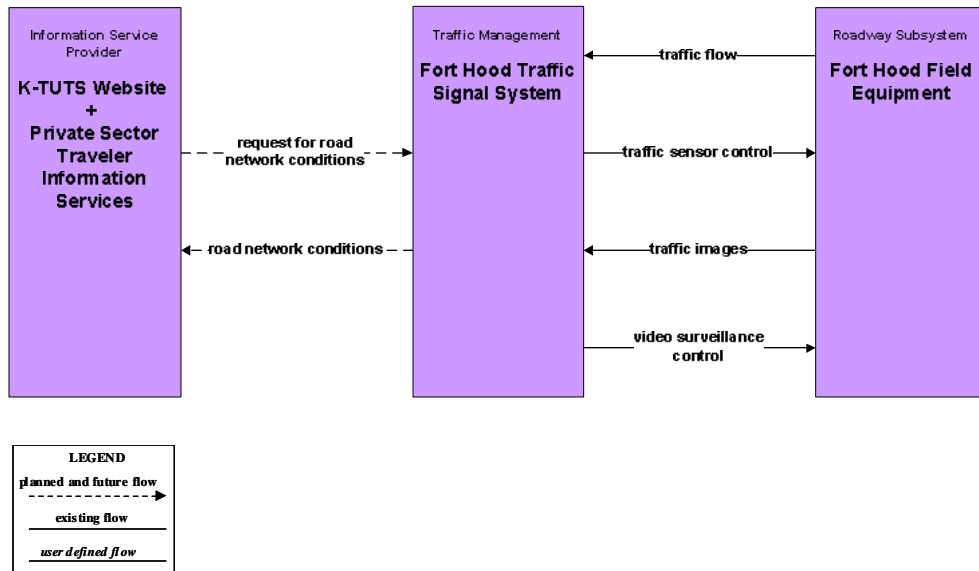 Information Service
Provider
K-TUTS Website
+
Private Sector
Traveler
Information
Services
request for road
network conditions
road network conditions
Traffic Management
Fort Hood Traffic
Signal System
traffic flow
traffic sensor control
traffic images
video surveillance
control
Roadway Subsystem
Fort Hood Field
Equipment
LEGEND
planned and future flow
existing flow
user defined flow